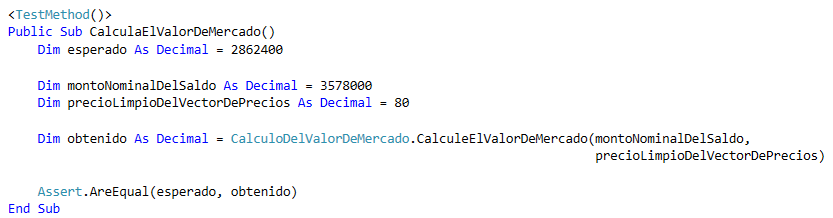 <TestMethod()>
Public Sub CalculaElValorDeMercado()
    Dim esperado As Decimal = 2862400

    Dim montoNominalDelSaldo As Decimal = 3578000
    Dim precioLimpioDelVectorDePrecios As Decimal = 80

    Dim obtenido As Decimal = CalculoDelValorDeMercado.CalculeElValorDeMercado(montoNominalDelSaldo,
                                                                               precioLimpioDelVectorDePrecios)

    Assert.AreEqual(esperado, obtenido)
End Sub